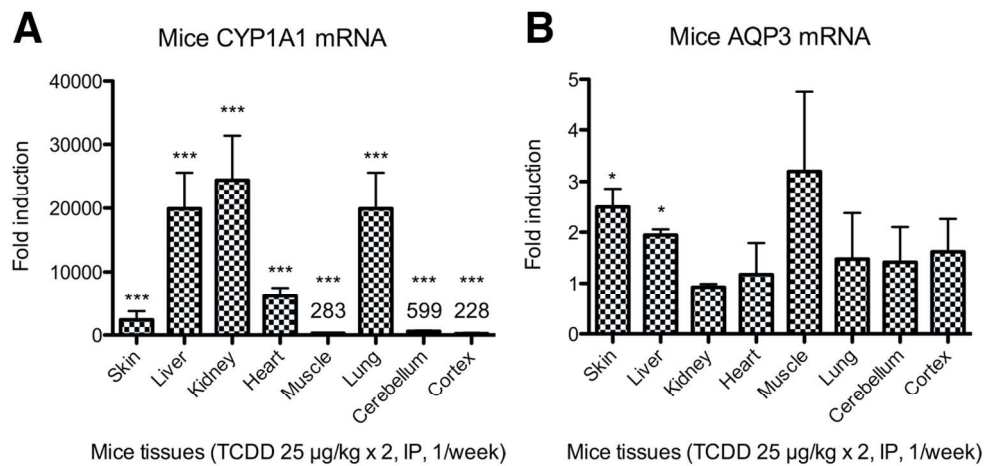 A
Mice CYP1A1 mRNA
Fold induction
40000
30000
20000
10000
0
***
***
***
***
***
283
***
***
599
***
228
Skin
Liver
Kidney
Heart
Muscle
Lung
Cerebellum
Cortex
Mice tissues (TCDD 25 µg/kg x 2, IP, 1/week)
B
Mice AQP3 mRNA
Fold induction
5
4
3
2
1
0
*
*
Skin
Liver
Kidney
Heart
Muscle
Lung
Cerebellum
Cortex
Mice tissues (TCDD 25 µg/kg x 2, IP, 1/week)